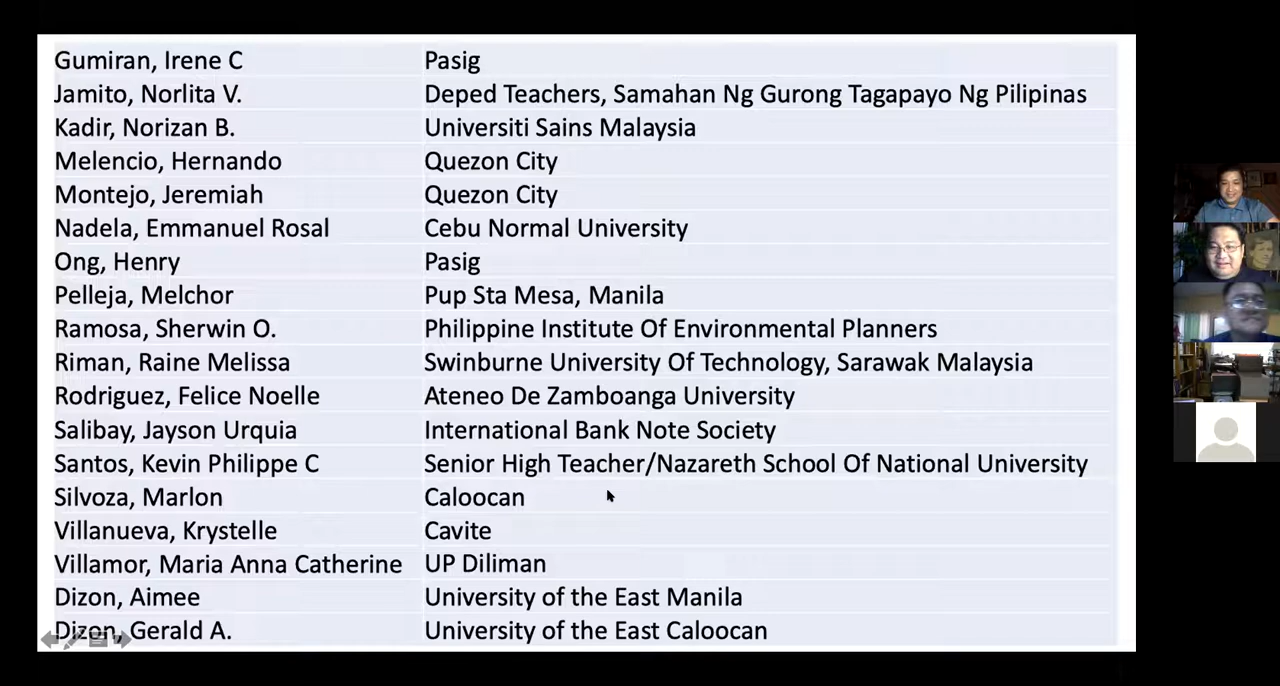 Gumiran, Irene C Pasig
Jamito, Norlita V. Deped Teachers, Samahan Ng Gurong Tagapayo Ng Pilipinas
Kadir, Norizan B. Universiti Sains Malaysia
Melencio, Hernando Quezon City
Montejo, Jeremiah Quezon City
Nadela, Emmanuel Rosal Cebu Normal University
Ong, Henry Pasig
Pelleja, Melchor Pup Sta Mesa, Manila
Ramosa, Sherwin O. Philippine Institute Of Environmental Planners
Riman, Raine Melissa Swinburne University Of Technology, Sarawak Malaysia
Rodriguez, Felice Noelle Ateneo De Zamboanga University
Salibay, Jayson Urquia International Bank Note Society
Santos, Kevin Philippe C Senior High Teacher/Nazareth School Of National University
Silvoza, Marlon Caloocan
Villanueva, Krystelle Cavite
Villamor, Maria Anna Catherine UP Diliman
Dizon, Aimee University of the East Manila
Dizon, Gerald A. University of the East Caloocan